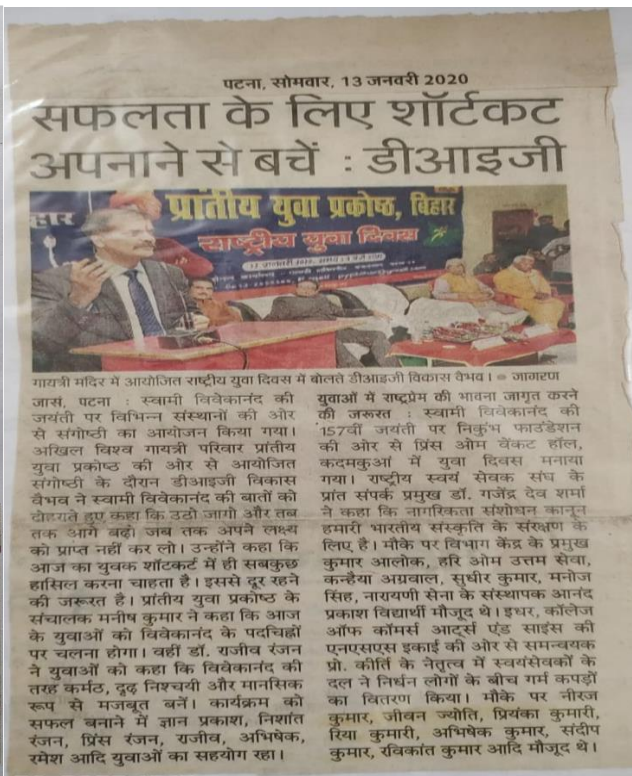 पटना, सोमवार, 13 जनवरी 2020
सफलता के लिए शॉर्टकट
अपनाने से बचें : डीआइजी
हार
प्रांतीय युवा प्रकोष्ठ, बिहार
राष्ट्रीय युवा दिवस
गायत्री मंदिर में आयोजित राष्ट्रीय युवा दिवस में बोलते डीआइजी विकास वैभव। जागरण
जासं, पटना : स्वामी विवेकानंद की
जयंती पर विभिन्न संस्थानों की ओर
से संगोष्ठी का आयोजन किया गया।
अखिल विश्व गायत्री परिवार प्रांतीय
युवा प्रकोष्ठ की ओर से आयोजित
संगोष्ठी के दौरान डीआइजी विकास
वैभव ने स्वामी विवेकानंद की बातों को
दोहराते हुए कहा कि उठो जागो और तब
तक आगे बढ़ो जब तक अपने लक्ष्य
को प्राप्त नहीं कर लो। उन्होंने कहा कि
आज का युवक शॉटकर्ट में ही सबकुछ
हासिल करना चाहता है। इससे दूर रहने
की जरूरत है। प्रांतीय युवा प्रकोष्ठ के
संचालक मनीष कुमार ने कहा कि आज
के युवाओं को विवेकानंद के पदचिह्नों
पर चलना होगा। वहीं डॉ. राजीव रंजन
ने युवाओं को कहा कि विवेकानंद की
तरह कर्मठ, दृढ़ निश्चयी और मानसिक
रूप से मजबूत बनें। कार्यक्रम को
सफल बनाने में ज्ञान प्रकाश, निशांत
रंजन, प्रिंस रंजन, राजीव, अभिषेक,
रमेश आदि युवाओं का सहयोग रहा।
युवाओं में राष्ट्रप्रेम की भावना जागृत करने
की जरूरत : स्वामी विवेकानंद की
157वीं जयंती पर निकुंभ फाउंडेशन
की ओर से प्रिंस ओम बैंकट हॉल,
कदमकुआं में युवा दिवस मनाया
गया। राष्ट्रीय स्वयं सेवक संघ के
प्रांत संपर्क प्रमुख डॉ. गजेंद्र देव शर्मा
ने कहा कि नागरिकता संशोधन कानून
हमारी भारतीय संस्कृति के संरक्षण के
लिए है। मौके पर विभाग केंद्र के प्रमुख
कुमार आलोक, हरि ओम उत्तम सेवा,
कन्हैया अग्रवाल, सुधीर कुमार, मनोज
सिंह, नारायणी सेना के संस्थापक आनंद
प्रकाश विद्यार्थी मौजूद थे। इधर, कॉलेज
ऑफ कॉमर्स आर्ट्स एंड साइंस की
एनएसएस इकाई की ओर से समन्वयक
प्रो. कीर्ति के नेतृत्व में स्वयंसेवकों के
दल ने निर्धन लोगों के बीच गर्म कपड़ों
का वितरण किया। मौके पर नीरज
कुमार, जीवन ज्योति, प्रियंका कुमारी,
रिया कुमारी, अभिषेक कुमार, संदीप
कुमार, रविकांत कुमार आदि मौजूद थे।